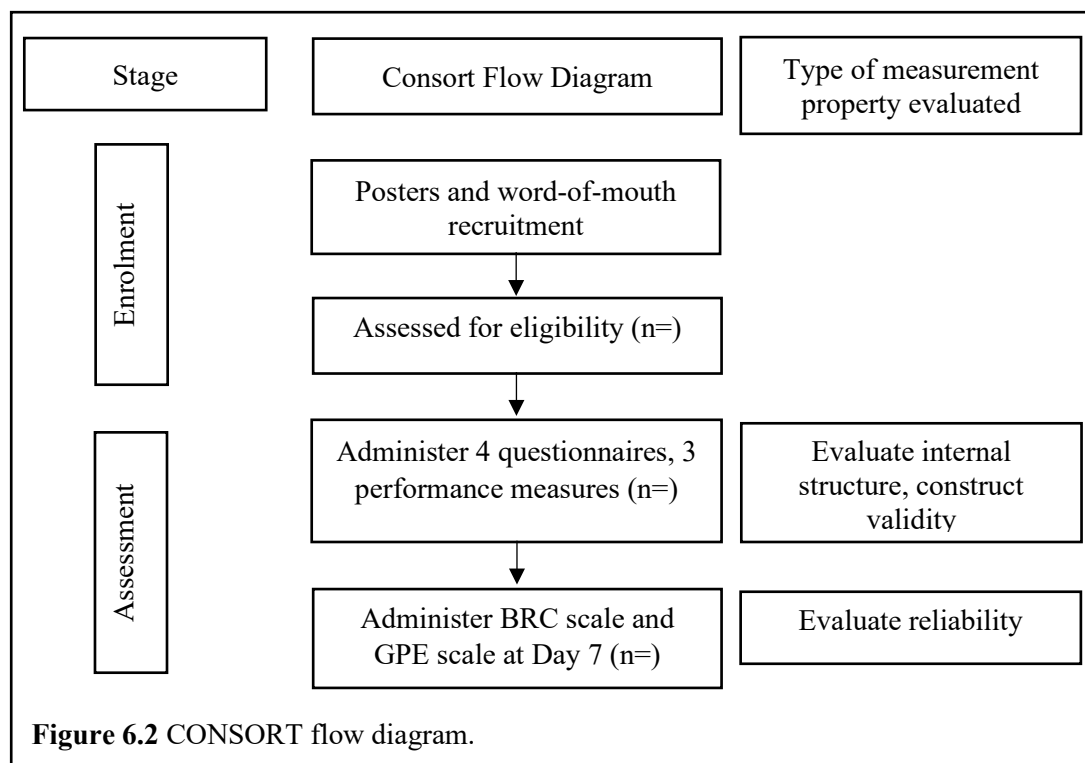 Stage
Consort Flow Diagram
Type of measurement
property evaluated
Enrolment
Posters and word-of-mouth
recruitment
Assessed for eligibility (n=)
Assessment
Administer 4 questionnaires, 3
performance measures (n=)
Evaluate internal
structure, construct
validity
Administer BRC scale and
GPE scale at Day 7 (n=)
Evaluate reliability
Figure 6.2 CONSORT flow diagram.